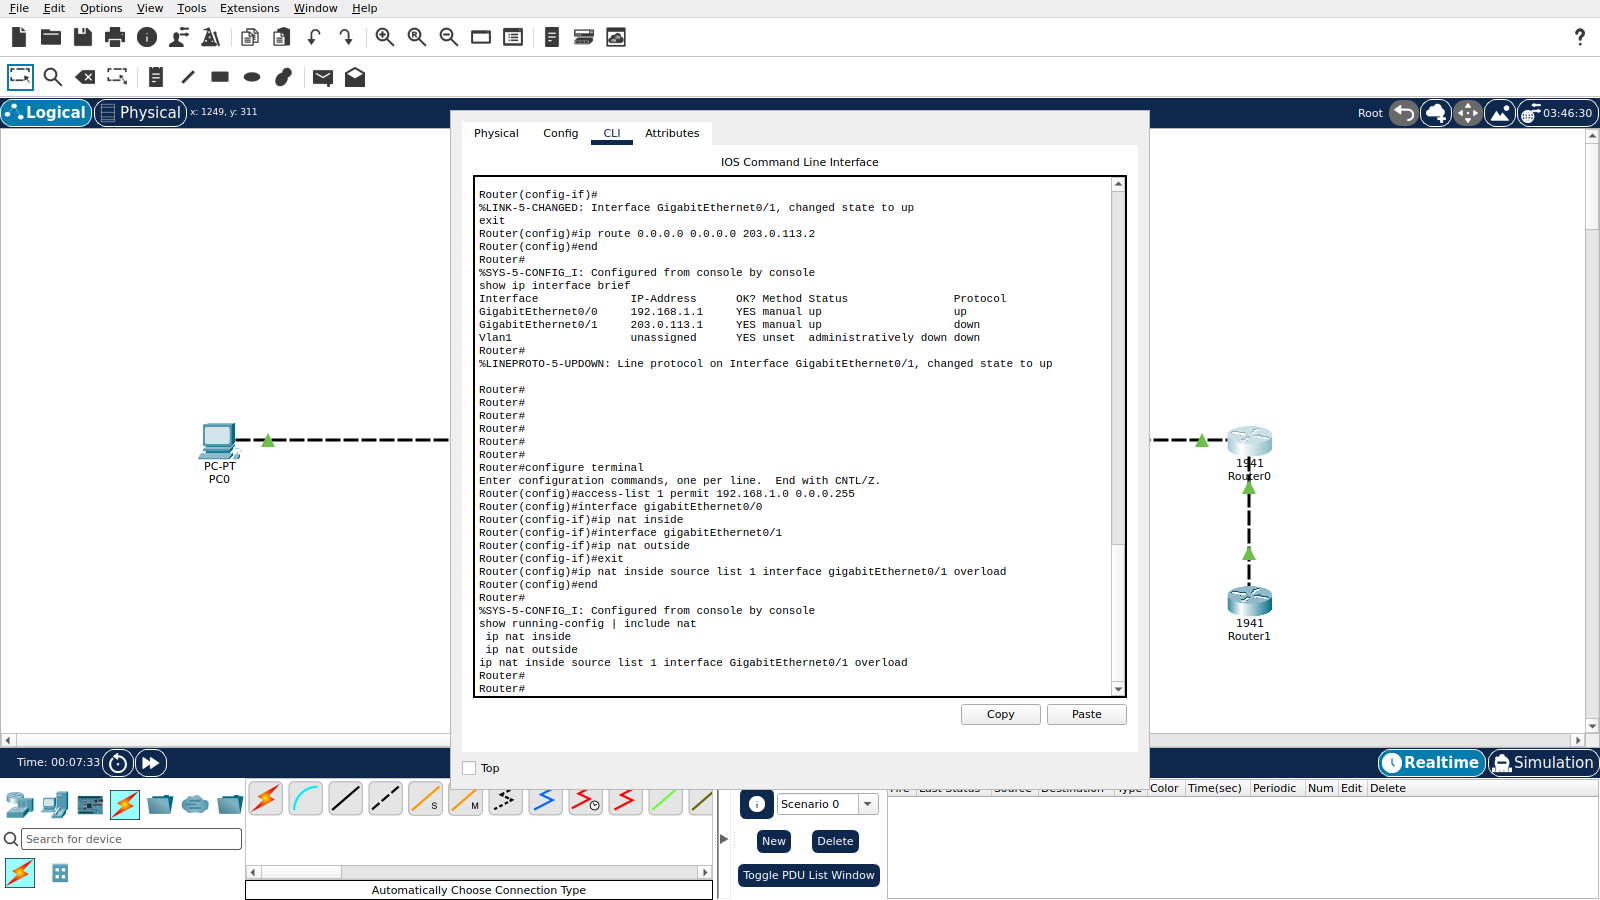 File Edit Options View Tools Extensions Window Help
Logical Physical x: 1249, y: 311 Root 03:46:30
Physical Config CLI Attributes
IOS Command Line Interface
Router(config-if)#
%LINK-5-CHANGED: Interface GigabitEthernet0/1, changed state to up
exit
Router(config)#ip route 0.0.0.0 0.0.0.0 203.0.113.2
Router(config)#end
Router#
%SYS-5-CONFIG_I: Configured from console by console
show ip interface brief
Interface IP-Address OK? Method Status Protocol
GigabitEthernet0/0 192.168.1.1 YES manual up up
GigabitEthernet0/1 203.0.113.1 YES manual up down
Vlan1 unassigned YES unset administratively down down
Router#
%LINEPROTO-5-UPDOWN: Line protocol on Interface GigabitEthernet0/1, changed state to up
Router#
Router#
Router#
Router#
Router#
Router#
Router#configure terminal
Enter configuration commands, one per line. End with CNTL/Z.
Router(config)#access-list 1 permit 192.168.1.0 0.0.0.255
Router(config)#interface gigabitEthernet0/0
Router(config-if)#ip nat inside
Router(config-if)#interface gigabitEthernet0/1
Router(config-if)#ip nat outside
Router(config-if)#exit
Router(config)#ip nat inside source list 1 interface gigabitEthernet0/1 overload
Router(config)#end
Router#
%SYS-5-CONFIG_I: Configured from console by console
show running-config | include nat
ip nat inside
ip nat outside
ip nat inside source list 1 interface GigabitEthernet0/1 overload
Router#
Router#
Copy Paste
Top
PC-PT
PC0
1941
Router0
1941
Router1
Time: 00:07:33 Realtime Simulation
S M
Scenario 0
Fire Last Status Source Destination Type Color Time(sec) Periodic Num Edit Delete
Search for device
New Delete
Toggle PDU List Window
Automatically Choose Connection Type